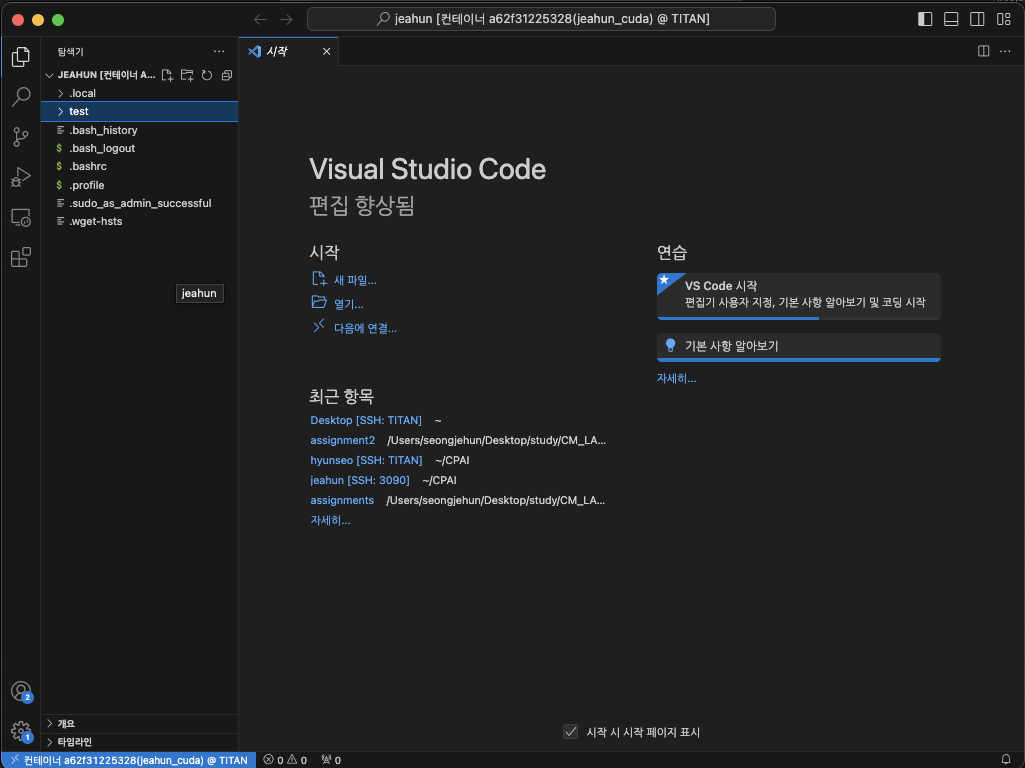 jeahun [컨테이너 a62f31225328(jeahun_cuda) @ TITAN]
탐색기
시작
JEAHUN [컨테이너 A...
.local
test
.bash_history
$ .bash_logout
$ .bashrc
$ .profile
.sudo_as_admin_successful
.wget-hsts
jeahun
Visual Studio Code
편집 향상됨
시작
새 파일...
열기...
다음에 연결...
연습
VS Code 시작
편집기 사용자 지정, 기본 사항 알아보기 및 코딩 시작
기본 사항 알아보기
자세히...
최근 항목
Desktop [SSH: TITAN] ~
assignment2 /Users/seongjehun/Desktop/study/CM_LA...
hyunseo [SSH: TITAN] ~/CPAI
jeahun [SSH: 3090] ~/CPAI
assignments /Users/seongjehun/Desktop/study/CM_LA...
자세히...
시작 시 시작 페이지 표시
2
1
개요
타임라인
컨테이너 a62f31225328(jeahun_cuda) @ TITAN
0 0 0